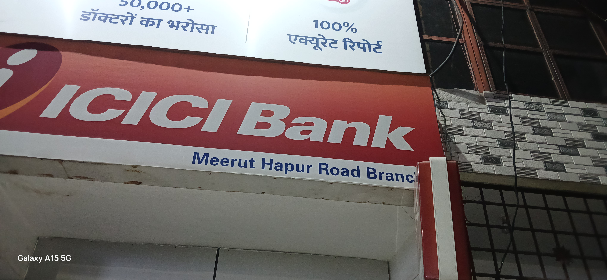 50,000+
डॉक्टरों का भरोसा
100%
एक्यूरेट रिपोर्ट
ICICI Bank
Meerut Hapur Road Branch
Galaxy A15 5G